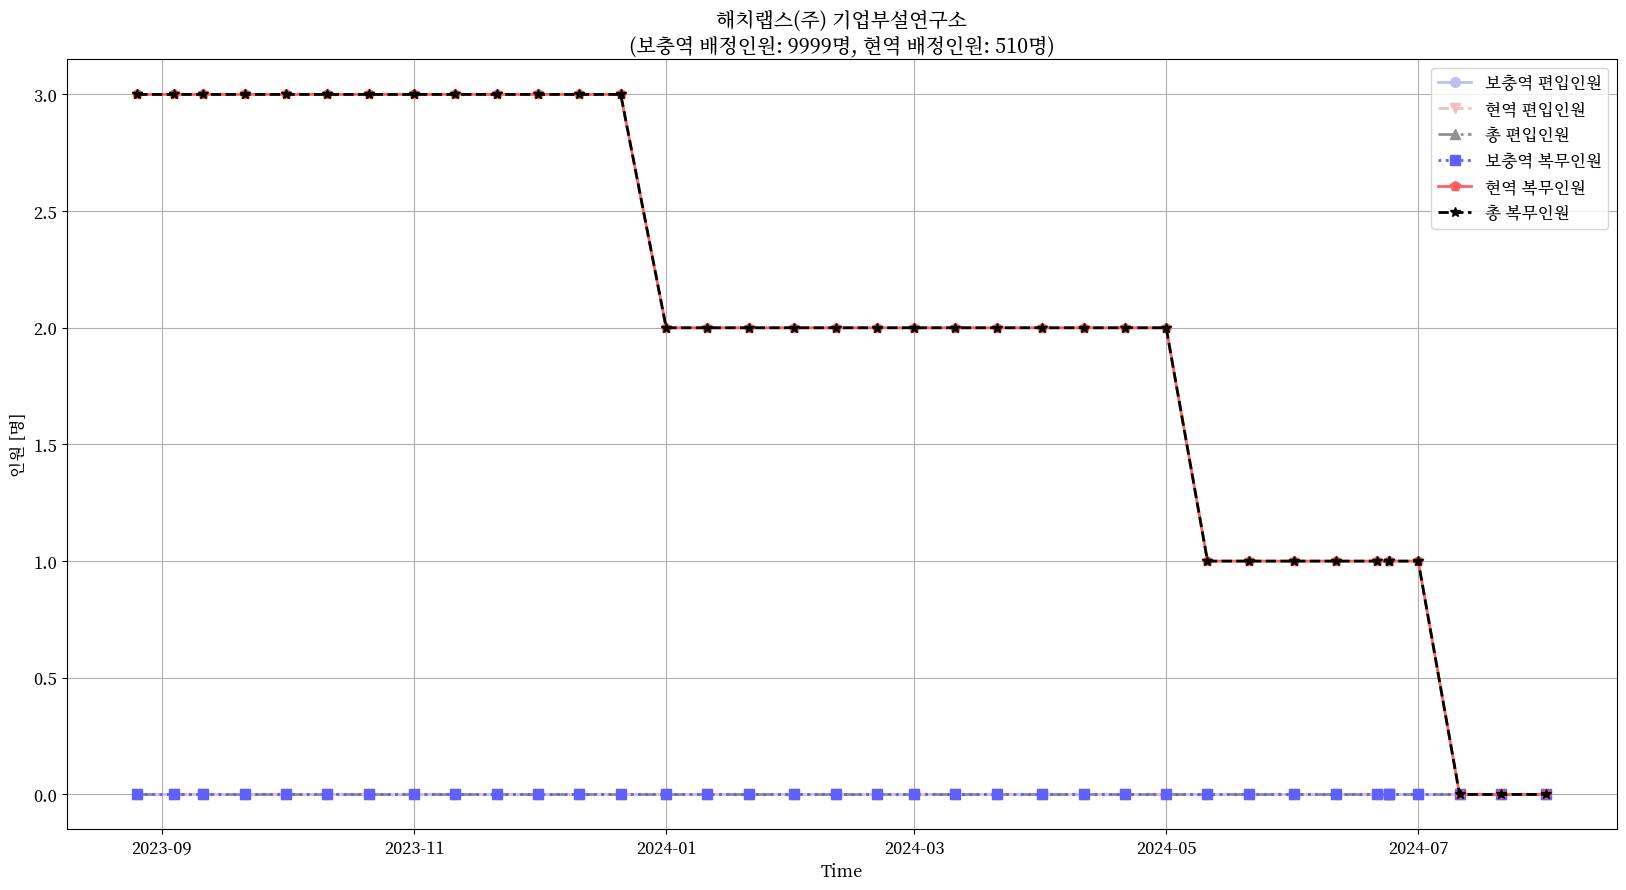 해치랩스(주) 기업부설연구소
(보충역 배정인원: 9999명, 현역 배정인원: 510명)
보충역 편입인원
현역 편입인원
총 편입인원
보충역 복무인원
현역 복무인원
총 복무인원
인원 [명]
3.0
2.5
2.0
1.5
1.0
0.5
0.0
2023-09
2023-11
2024-01
2024-03
2024-05
2024-07
Time